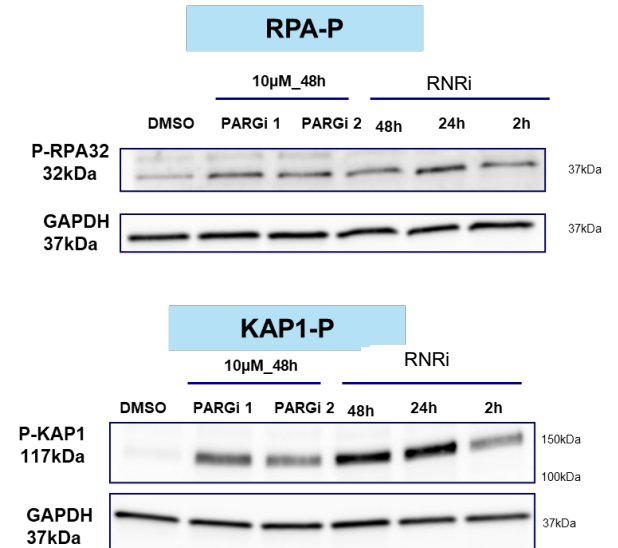 RPA-P
10µM_48h RNRi
DMSO PARGi 1 PARGi 2 48h 24h 2h
P-RPA32
32kDa
37kDa
GAPDH
37kDa
37kDa
KAP1-P
10µM_48h RNRi
DMSO PARGi 1 PARGi 2 48h 24h 2h
P-KAP1
117kDa
150kDa
100kDa
GAPDH
37kDa
37kDa